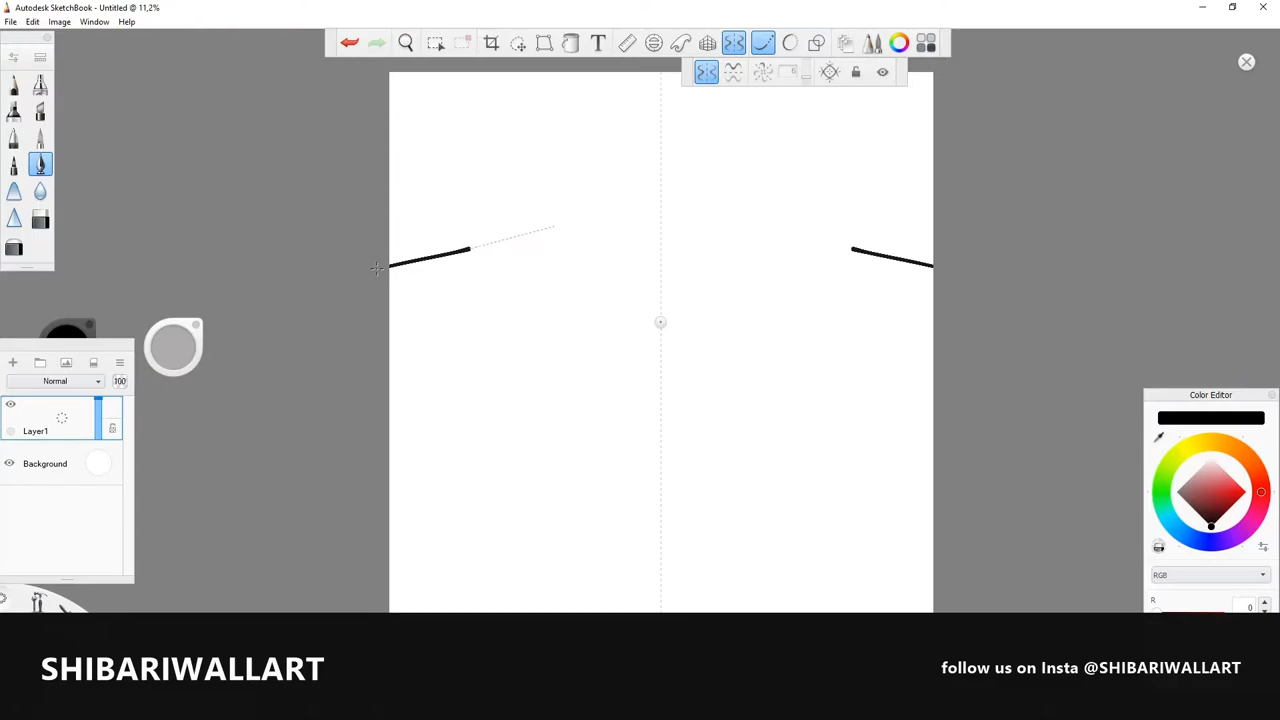 Autodesk SketchBook - Untitled @ 11,2%
File Edit Image Window Help
6
Normal 100
Layer1
Background
Color Editor
RGB
R 0
SHIBARIWALLART
follow us on Insta @SHIBARIWALLART